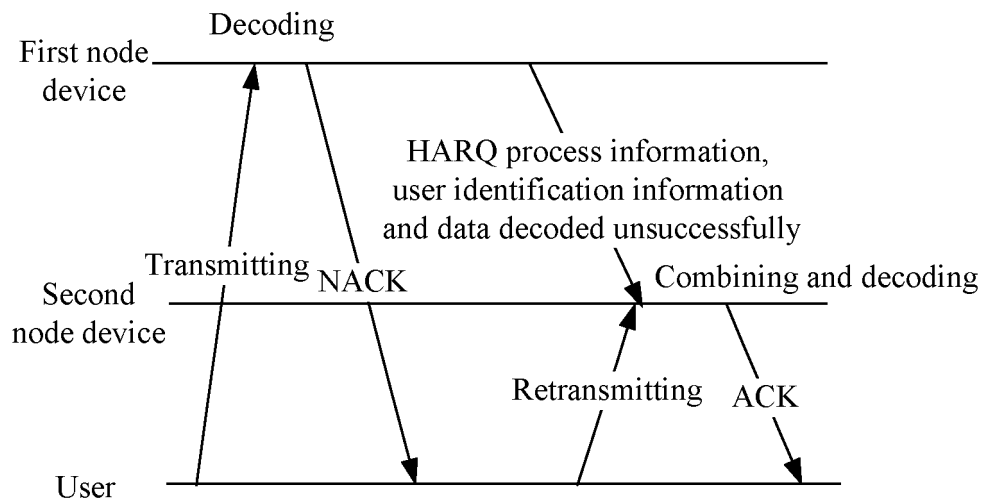 Decoding
First node
device
HARQ process information,
user identification information
and data decoded unsuccessfully
Transmitting
NACK
Combining and decoding
Second
node device
Retransmitting
ACK
User